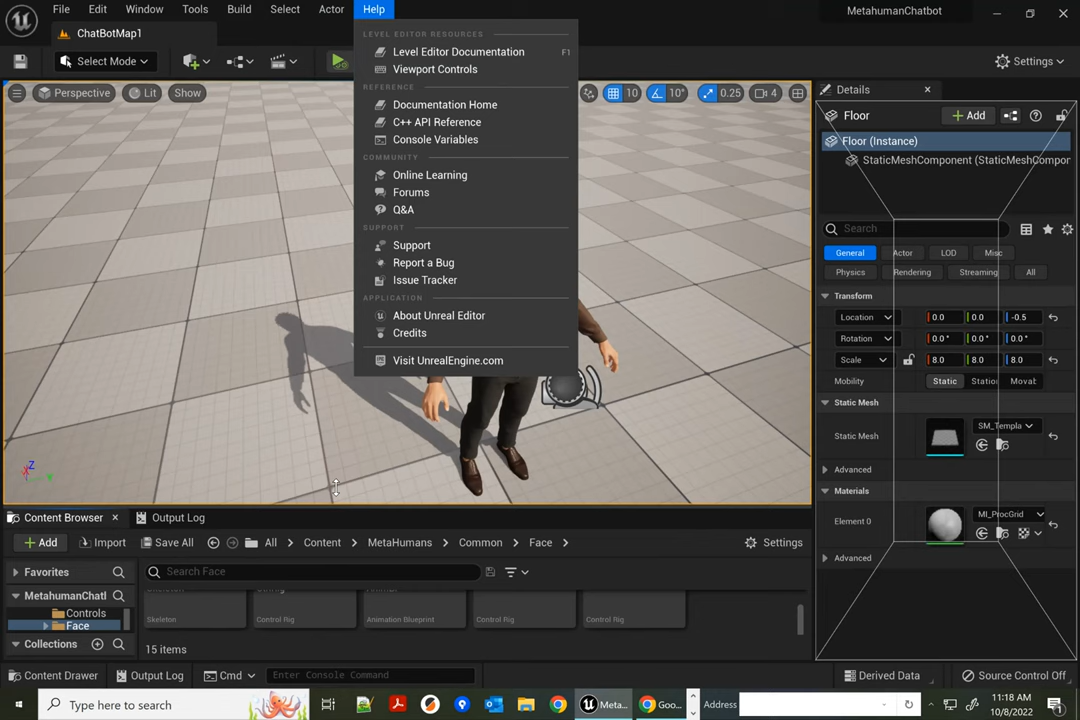 File Edit Window Tools Build Select Actor Help
MetahumanChatbot
ChatBotMap1
Select Mode
Settings
LEVEL EDITOR RESOURCES
Level Editor Documentation F1
Viewport Controls
REFERENCE
Documentation Home
C++ API Reference
Console Variables
COMMUNITY
Online Learning
Forums
Q&A
SUPPORT
Support
Report a Bug
Issue Tracker
APPLICATION
About Unreal Editor
Credits
Visit UnrealEngine.com
Perspective Lit Show
10 10° 0.25 4
Z
Details
Floor
Add
Floor (Instance)
StaticMeshComponent (StaticMeshCompor
Search
General Actor LOD Misc
Physics Rendering Streaming All
Transform
Location 0.0 0.0 -0.5
Rotation 0.0° 0.0° 0.0°
Scale 8.0 8.0 8.0
Mobility Static Station Movab
Static Mesh
Static Mesh SM_Templa
Advanced
Materials
Element 0 MI_ProcGrid
Advanced
Content Browser Output Log
Add Import Save All All Content MetaHumans Common Face Settings
Favorites
Search Face
MetahumanChatl
Controls
Face
Collections
Skeleton Control Rig Animation Blueprint Control Rig Control Rig
15 items
Content Drawer Output Log Cmd Enter Console Command Derived Data Source Control Off
Type here to search
Meta...
Goo...
Address
11:18 AM
10/8/2022